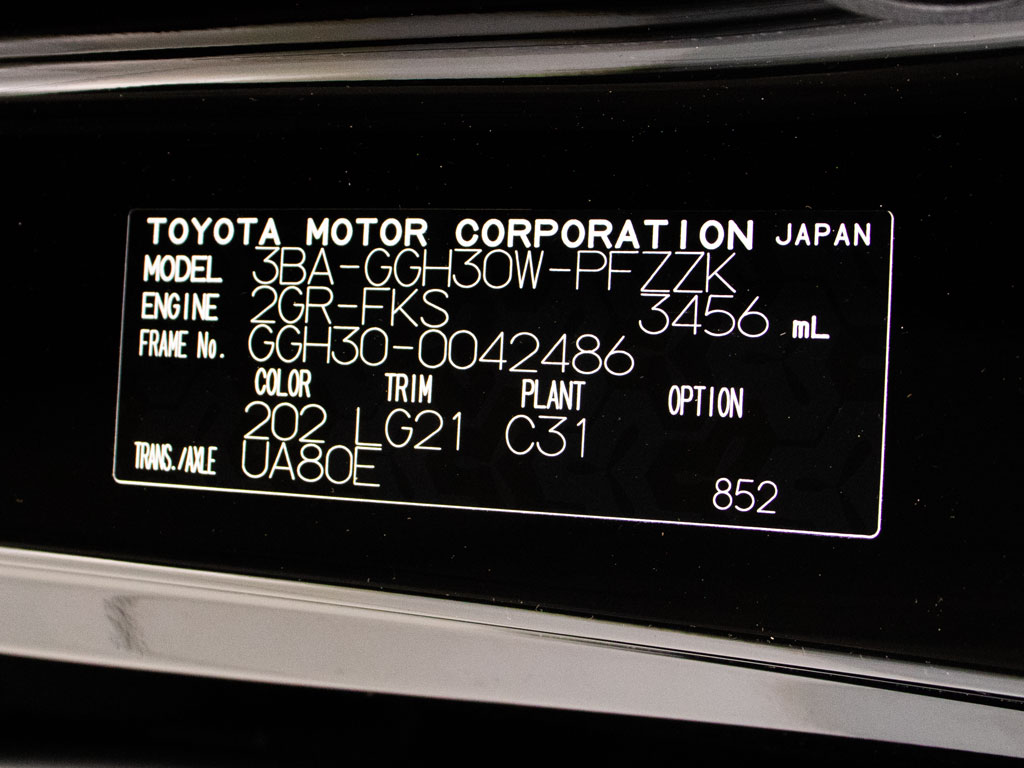 TOYOTA MOTOR CORPORATION JAPAN
MODEL 3BA-GGH30W-PFZZK
ENGINE 2GR-FKS 3456 mL
FRAME No. GGH30-0042486
COLOR TRIM PLANT OPTION
202 LG21 C31
TRANS./AXLE UA80E
852